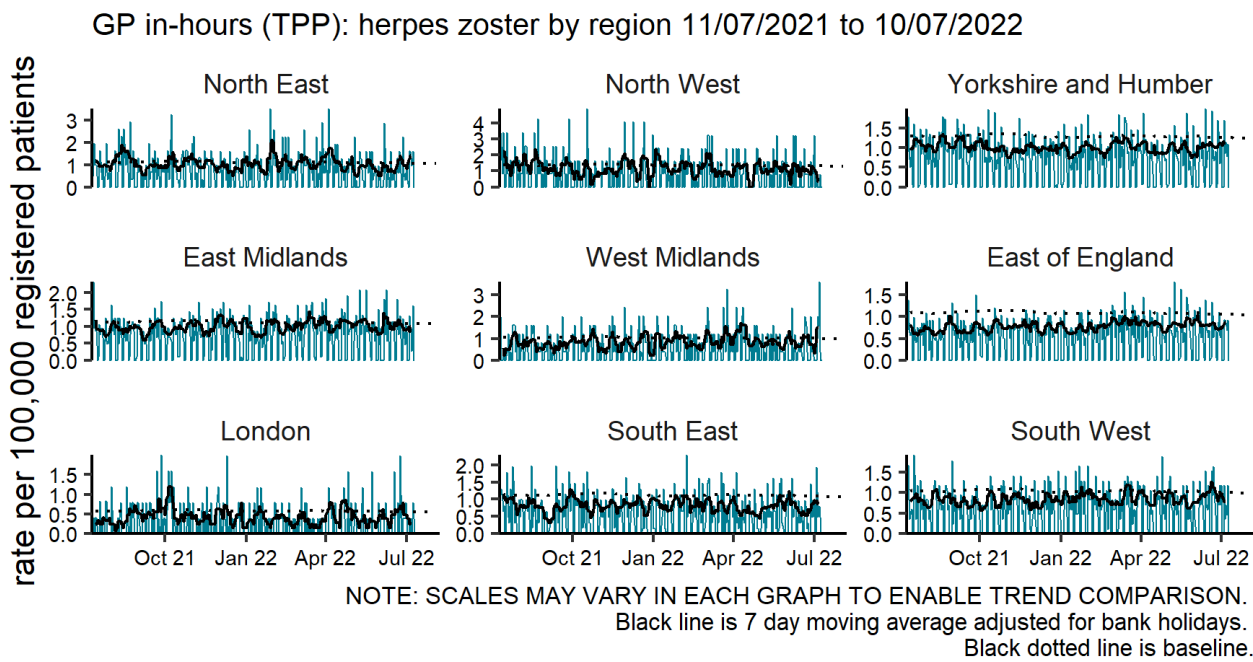 GP in-hours (TPP): herpes zoster by region 11/07/2021 to 10/07/2022
rate per 100,000 registered patients
North East
3
2
1
0
North West
4
3
2
1
0
Yorkshire and Humber
1.5
1.0
0.5
0.0
East Midlands
2.0
1.5
1.0
0.5
0.0
West Midlands
3
2
1
0
East of England
1.5
1.0
0.5
0.0
London
1.5
1.0
0.5
0.0
Oct 21 Jan 22 Apr 22 Jul 22
South East
2.0
1.5
1.0
0.5
0.0
Oct 21 Jan 22 Apr 22 Jul 22
South West
1.5
1.0
0.5
0.0
Oct 21 Jan 22 Apr 22 Jul 22
NOTE: SCALES MAY VARY IN EACH GRAPH TO ENABLE TREND COMPARISON.
Black line is 7 day moving average adjusted for bank holidays.
Black dotted line is baseline.